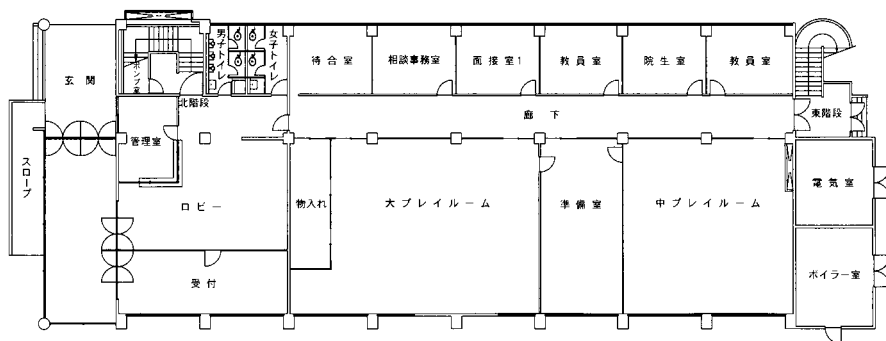 玄関
スロープ
ポンプ室
男子トイレ
女子トイレ
北階段
待合室
相談事務室
面接室1
教員室
院生室
教員室
廊下
東階段
管理室
ロビー
受付
物入れ
大プレイルーム
準備室
中プレイルーム
電気室
ボイラー室